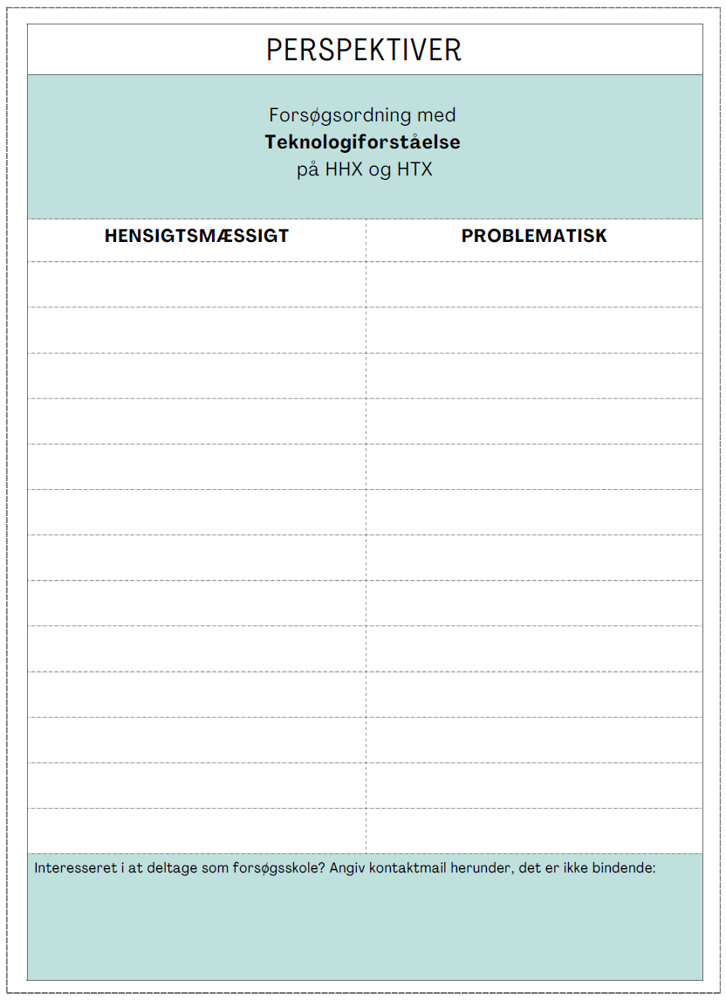 PERSPEKTIVER
Forsøgsordning med
Teknologiforståelse
på HHX og HTX
HENSIGTSMÆSSIGT
PROBLEMATISK
Interesseret i at deltage som forsøgsskole? Angiv kontaktmail herunder, det er ikke bindende: